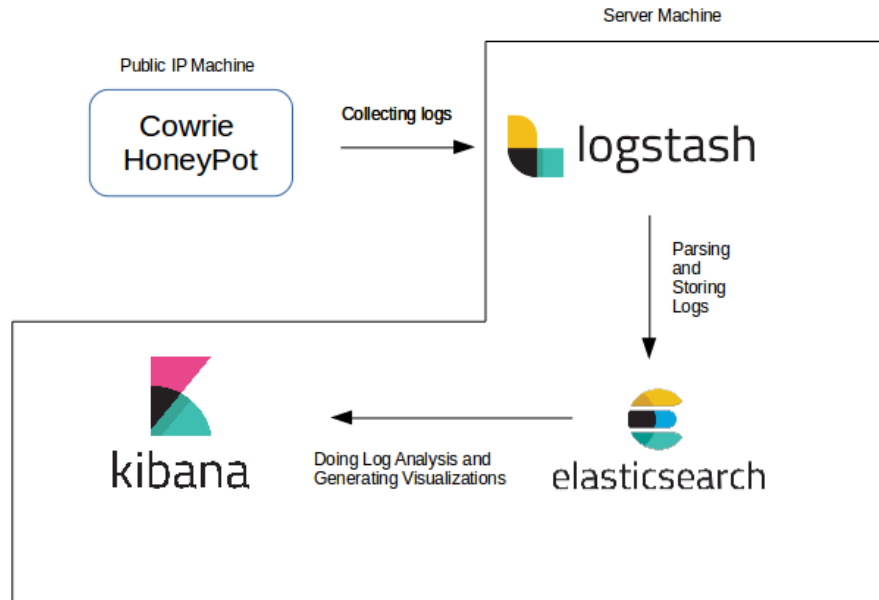 Server Machine
Public IP Machine
Cowrie
HoneyPot
Collecting logs
logstash
Parsing
and
Storing
Logs
kibana
Doing Log Analysis and
Generating Visualizations
elasticsearch